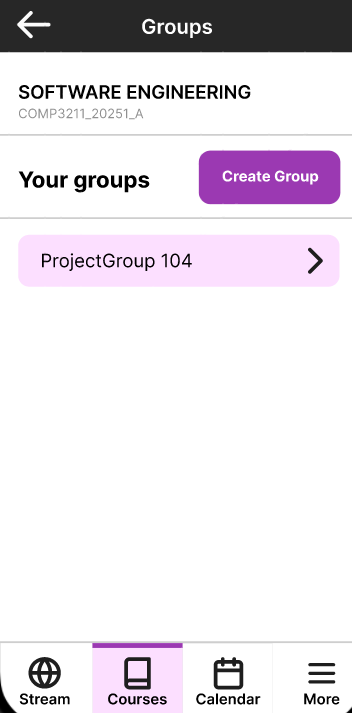 Groups
SOFTWARE ENGINEERING
COMP3211_20251_A
Your groups
Create Group
ProjectGroup 104
Stream
Courses
Calendar
More